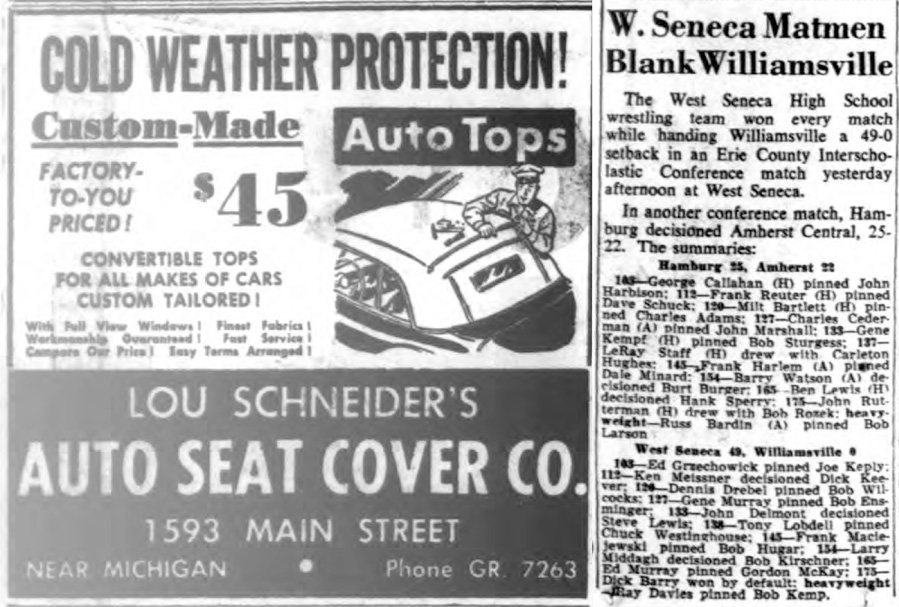 COLD WEATHER PROTECTION!
Custom-Made
Auto Tops
FACTORY-
TO-YOU
PRICED!
$45
CONVERTIBLE TOPS
FOR ALL MAKES OF CARS
CUSTOM TAILORED!
With Full View Windows! Finest Fabrics!
Workmanship Guaranteed! Fast Service!
Compare Our Price! Easy Terms Arranged!
LOU SCHNEIDER'S
AUTO SEAT COVER CO.
1593 MAIN STREET
NEAR MICHIGAN • Phone GR. 7263
W. Seneca Matmen
Blank Williamsville
The West Seneca High School
wrestling team won every match
while handing Williamsville a 49-0
setback in an Erie County Interscho-
lastic Conference match yesterday
afternoon at West Seneca.
In another conference match, Ham-
burg decisioned Amherst Central, 25-
22. The summaries:
Hamburg 25, Amherst 22
103—George Callahan (H) pinned John
Harbison; 112—Frank Reuter (H) pinned
Dave Schuck; 120—Milt Bartlett (H) pin-
ned Charles Adams; 127—Charles Ceder-
man (A) pinned John Marshall; 133—Gene
Kempf (H) pinned Bob Sturgess; 137—
LeRay Staff (H) drew with Carleton
Hughes; 145—Frank Harlem (A) pinned
Dale Minard; 154—Barry Watson (A) de-
cisioned Burt Burger; 165—Ben Lewis (H)
decisioned Hank Sperry; 175—John Rut-
terman (H) drew with Bob Rozek; heavy-
weight—Russ Bardin (A) pinned Bob
Larson
West Seneca 49, Williamsville 0
103—Ed Grzechowick pinned Joe Keply;
112—Ken Meissner decisioned Dick Kee-
ver; 120—Dennis Drebel pinned Bob Wil-
cocks; 127—Gene Murray pinned Bob Ens-
minger; 133—John Delmont decisioned
Steve Lewis; 138—Tony Lobdell pinned
Chuck Westinghouse; 145—Frank Macie-
jewski pinned Bob Hugar; 154—Larry
Middagh decisioned Bob Kirschner; 165—
Ed Murray pinned Gordon McKay; 175—
Dick Barry won by default; heavyweight
—Ray Davies pinned Bob Kemp.